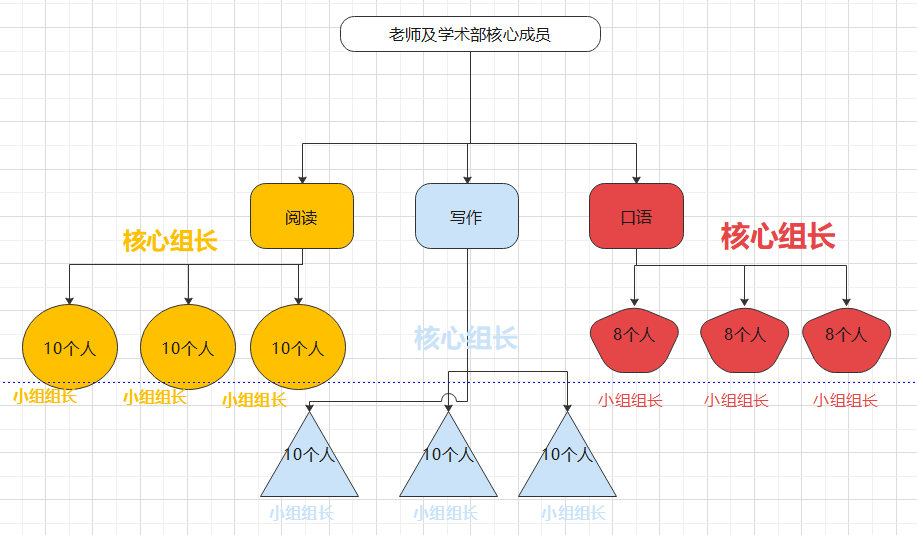 老师及学术部核心成员
阅读
写作
口语
核心组长
核心组长
10个人
10个人
10个人
核心组长
8个人
8个人
8个人
小组组长
小组组长
小组组长
小组组长
小组组长
小组组长
10个人
10个人
10个人
小组组长
小组组长
小组组长